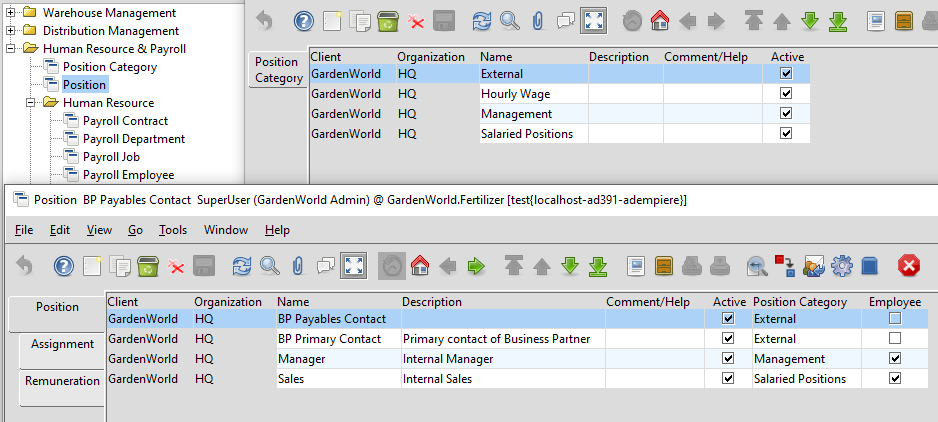 Warehouse Management
Distribution Management
Human Resource & Payroll
Position Category
Position
Human Resource
Payroll Contract
Payroll Department
Payroll Job
Payroll Employee
Position Category
Client Organization Name Description Comment/Help Active
GardenWorld HQ External
GardenWorld HQ Hourly Wage
GardenWorld HQ Management
GardenWorld HQ Salaried Positions
Position BP Payables Contact SuperUser (GardenWorld Admin) @ GardenWorld.Fertilizer [test{localhost-ad391-adempiere}]
File Edit View Go Tools Window Help
Position
Assignment
Remuneration
Client Organization Name Description Comment/Help Active Position Category Employee
GardenWorld HQ BP Payables Contact External
GardenWorld HQ BP Primary Contact Primary contact of Business Partner External
GardenWorld HQ Manager Internal Manager Management
GardenWorld HQ Sales Internal Sales Salaried Positions